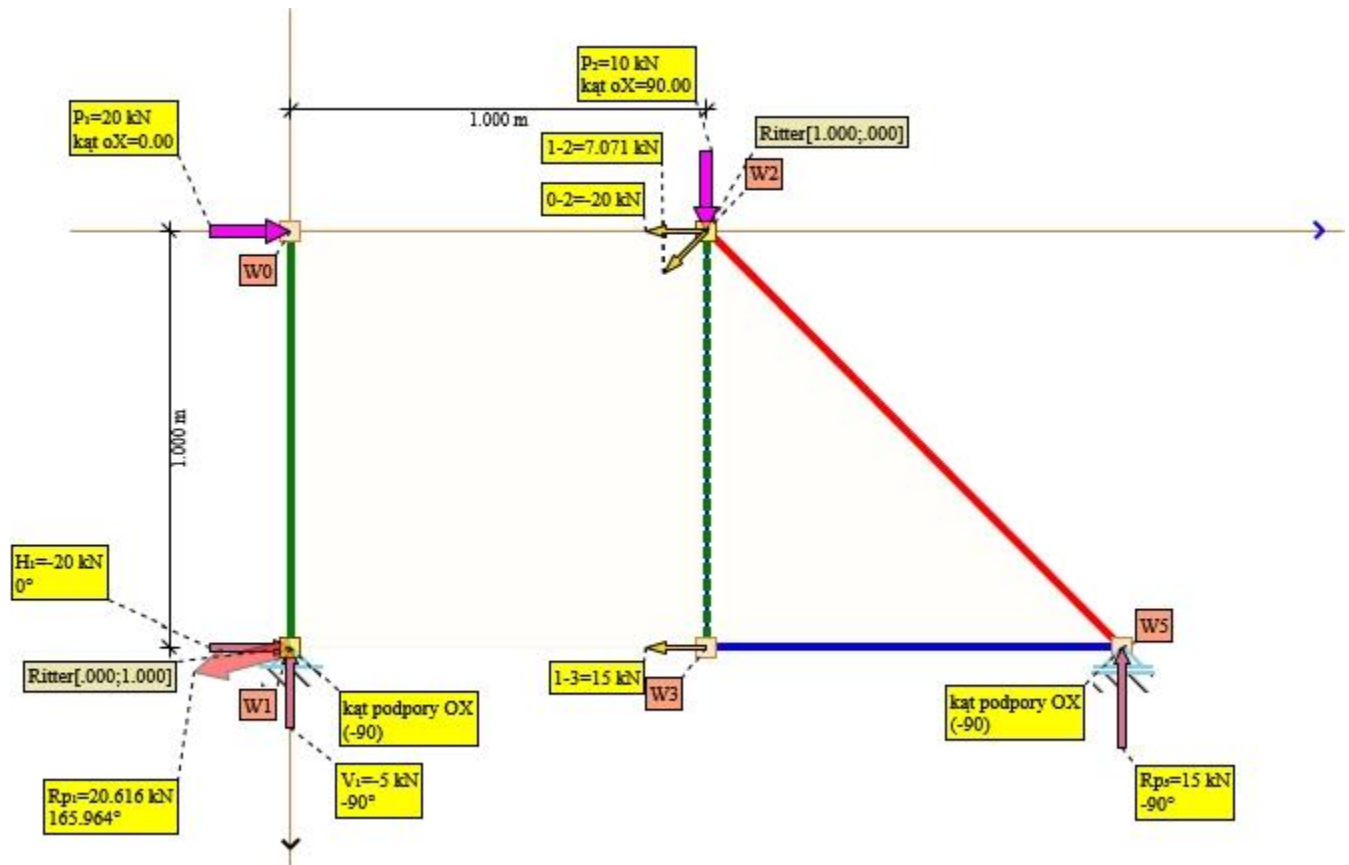 P₂=10 kN
kąt oX=90.00
P₁=20 kN
kąt oX=0.00
1.000 m
1-2=7.071 kN
Ritter[1.000;.000]
W2
0-2=-20 kN
W0
1.000 m
H₁=-20 kN
0°
Ritter[.000;1.000]
W1
kąt podpory OX
(-90)
1-3=15 kN
W3
W5
kąt podpory OX
(-90)
Rp₁=20.616 kN
165.964°
V₁=-5 kN
-90°
Rp₅=15 kN
-90°